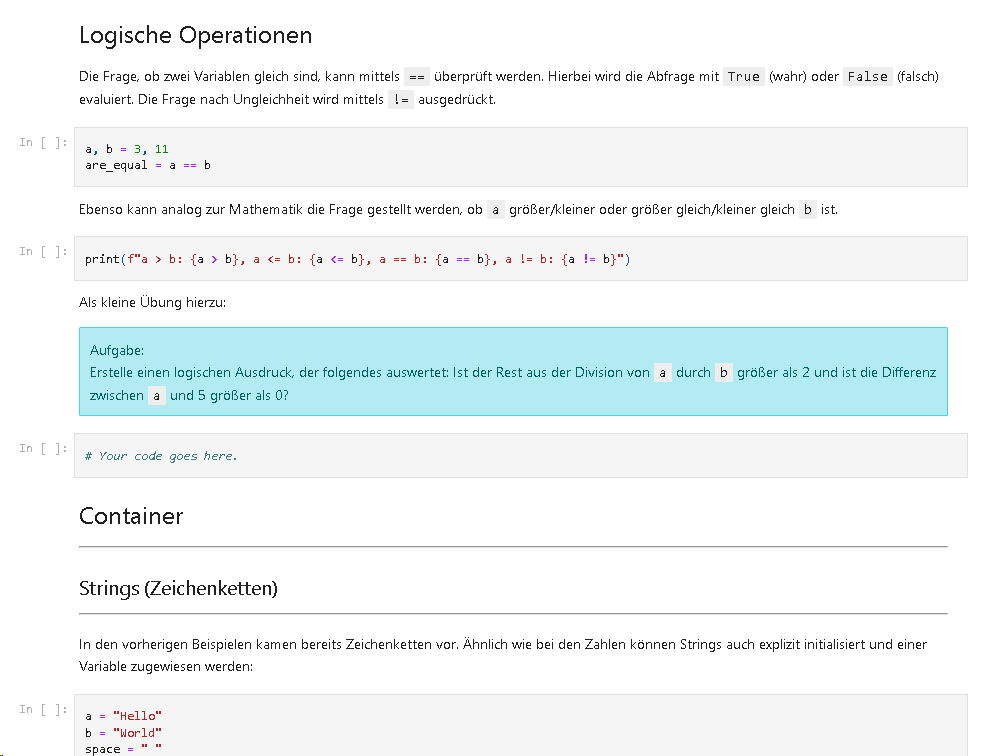 Logische Operationen
Die Frage, ob zwei Variablen gleich sind, kann mittels == überprüft werden. Hierbei wird die Abfrage mit True (wahr) oder False (falsch)
evaluiert. Die Frage nach Ungleichheit wird mittels != ausgedrückt.
In [ ]:
a, b = 3, 11
are_equal = a == b
Ebenso kann analog zur Mathematik die Frage gestellt werden, ob a größer/kleiner oder größer gleich/kleiner gleich b ist.
In [ ]:
print(f"a > b: {a > b}, a <= b: {a <= b}, a == b: {a == b}, a != b: {a != b}")
Als kleine Übung hierzu:
Aufgabe:
Erstelle einen logischen Ausdruck, der folgendes auswertet: Ist der Rest aus der Division von a durch b größer als 2 und ist die Differenz
zwischen a und 5 größer als 0?
In [ ]:
# Your code goes here.
Container
Strings (Zeichenketten)
In den vorherigen Beispielen kamen bereits Zeichenketten vor. Ähnlich wie bei den Zahlen können Strings auch explizit initialisiert und einer
Variable zugewiesen werden:
In [ ]:
a = "Hello"
b = "World"
space = " "